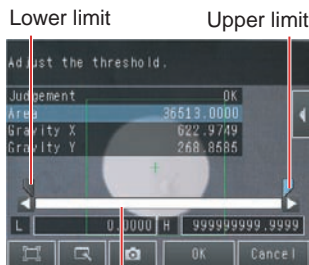 Lower limit Upper limit
Adjust the threshold.
Judgement OK
Area 36513.0000
Gravity X 622.9749
Gravity Y 268.8585
L 0.0000 H 999999999.9999
OK Cancel